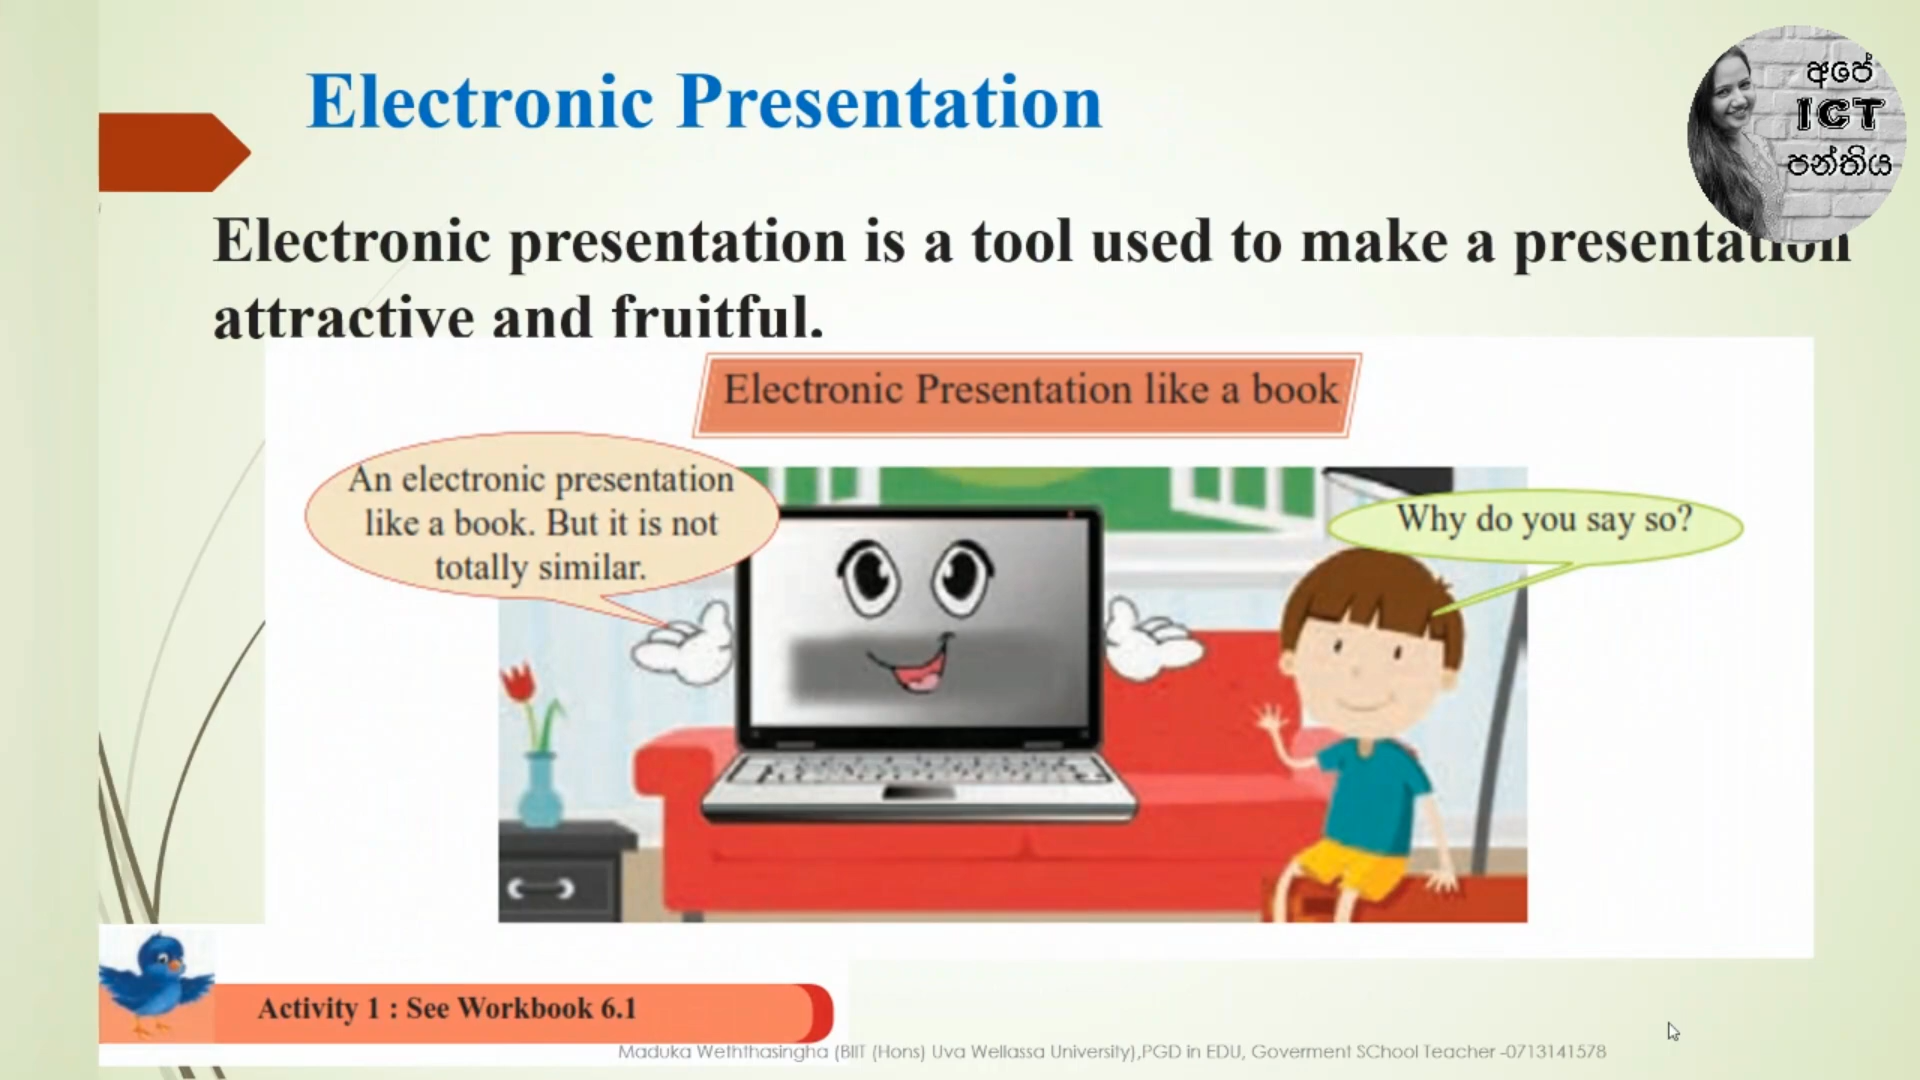 Electronic Presentation
අපේ
ICT
පන්තිය
Electronic presentation is a tool used to make a presentation
attractive and fruitful.
Electronic Presentation like a book
An electronic presentation
like a book. But it is not
totally similar.
Why do you say so?
Activity 1 : See Workbook 6.1
Maduka Weththasingha (BIIT (Hons) Uva Wellassa University),PGD in EDU, Goverment SChool Teacher -0713141578